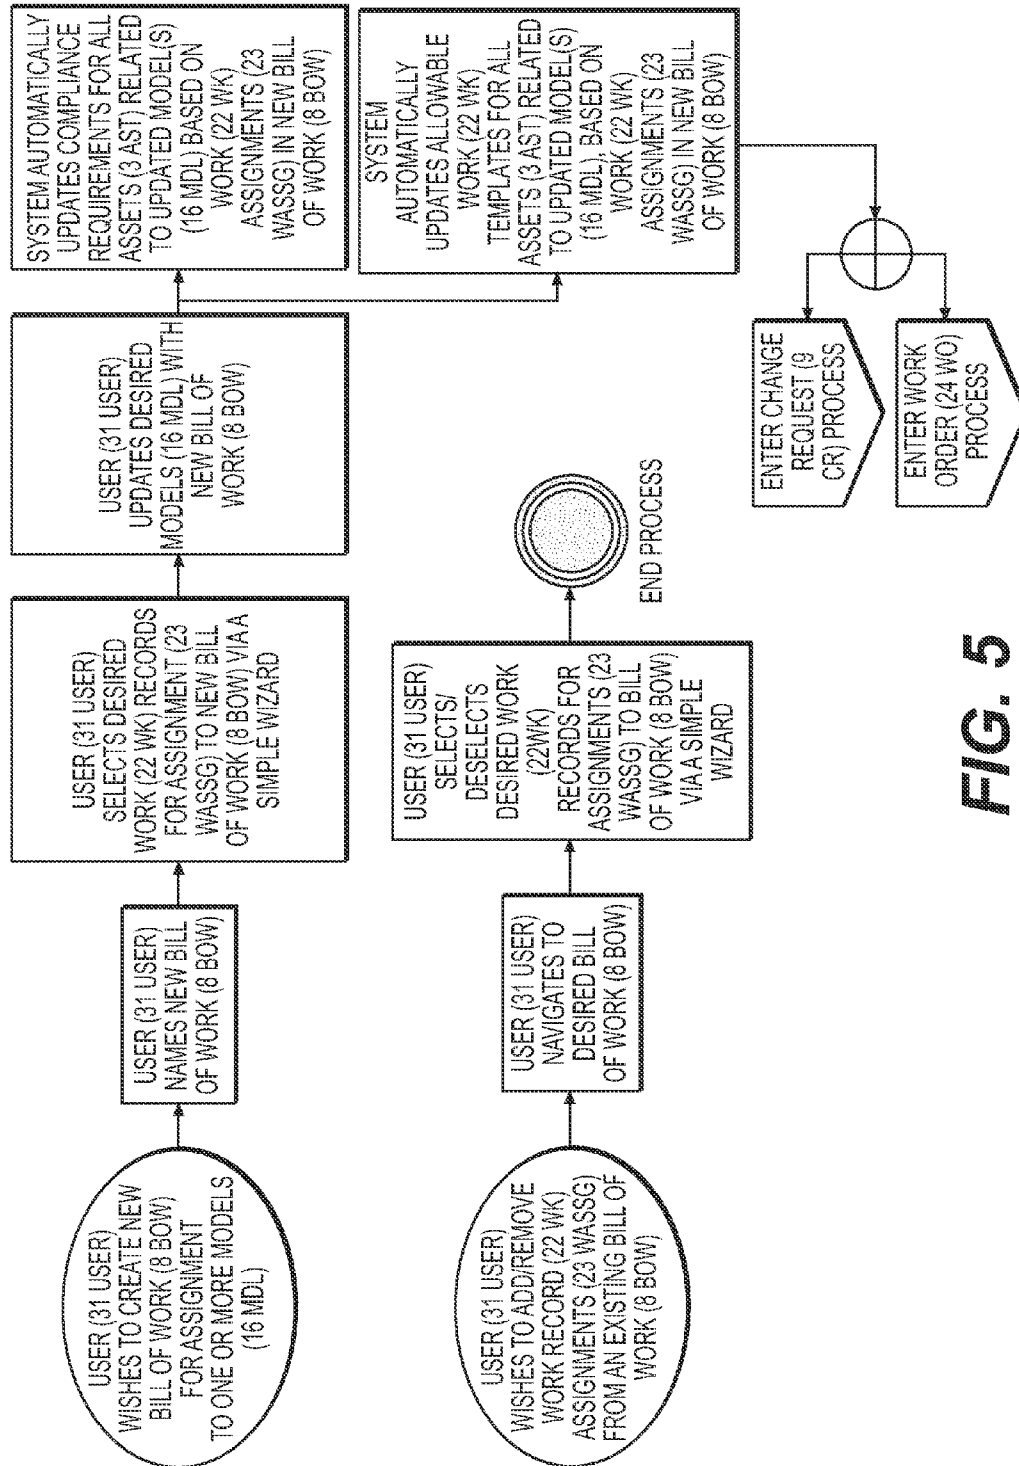 USER (31 USER)
WISHES TO CREATE NEW
BILL OF WORK (8 BOW)
FOR ASSIGNMENT
TO ONE OR MORE MODELS
(16 MDL)
USER (31 USER)
NAMES NEW BILL
OF WORK (8 BOW)
USER (31 USER)
SELECTS DESIRED
WORK (22 WK) RECORDS
FOR ASSIGNMENT (23
WASSG) TO NEW BILL
OF WORK (8 BOW) VIA A
SIMPLE WIZARD
USER (31 USER)
UPDATES DESIRED
MODELS (16 MDL) WITH
NEW BILL OF
WORK (8 BOW)
SYSTEM AUTOMATICALLY
UPDATES COMPLIANCE
REQUIREMENTS FOR ALL
ASSETS (3 AST) RELATED
TO UPDATED MODEL(S)
(16 MDL) BASED ON
WORK (22 WK)
ASSIGNMENTS (23
WASSG) IN NEW BILL
OF WORK (8 BOW)
SYSTEM
AUTOMATICALLY
UPDATES ALLOWABLE
WORK (22 WK)
TEMPLATES FOR ALL
ASSETS (3 AST) RELATED
TO UPDATED MODEL(S)
(16 MDL), BASED ON
WORK (22 WK)
ASSIGNMENTS (23
WASSG) IN NEW BILL
OF WORK (8 BOW)
USER (31 USER)
WISHES TO ADD/REMOVE
WORK RECORD (22 WK)
ASSIGNMENTS (23 WASSG)
FROM AN EXISTING BILL OF
WORK (8 BOW)
USER (31 USER)
NAVIGATES TO
DESIRED BILL
OF WORK (8 BOW)
USER (31 USER)
SELECTS/
DESELECTS
DESIRED WORK
(22WK)
RECORDS FOR
ASSIGNMENTS (23
WASSG) TO BILL
OF WORK (8 BOW)
VIA A SIMPLE
WIZARD
END PROCESS
ENTER CHANGE
REQUEST (9
CR) PROCESS
ENTER WORK
ORDER (24 WO)
PROCESS
FIG. 5